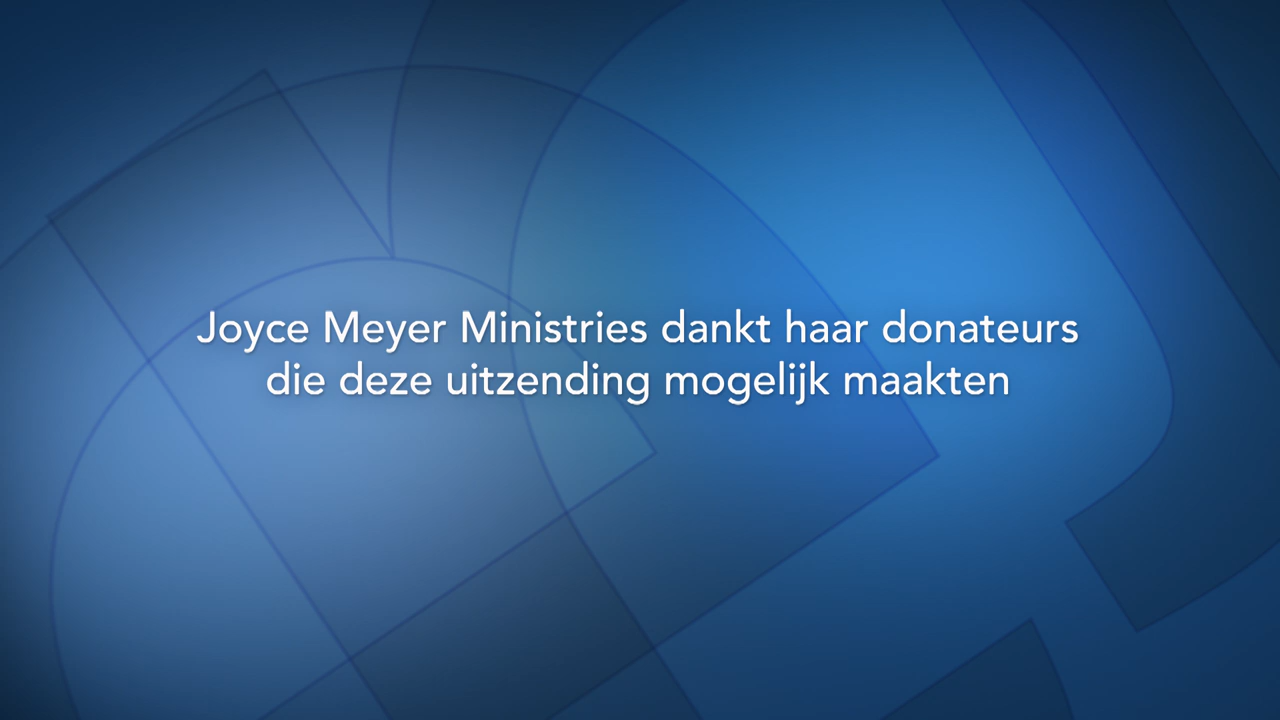 Joyce Meyer Ministries dankt haar donateurs
die deze uitzending mogelijk maakten